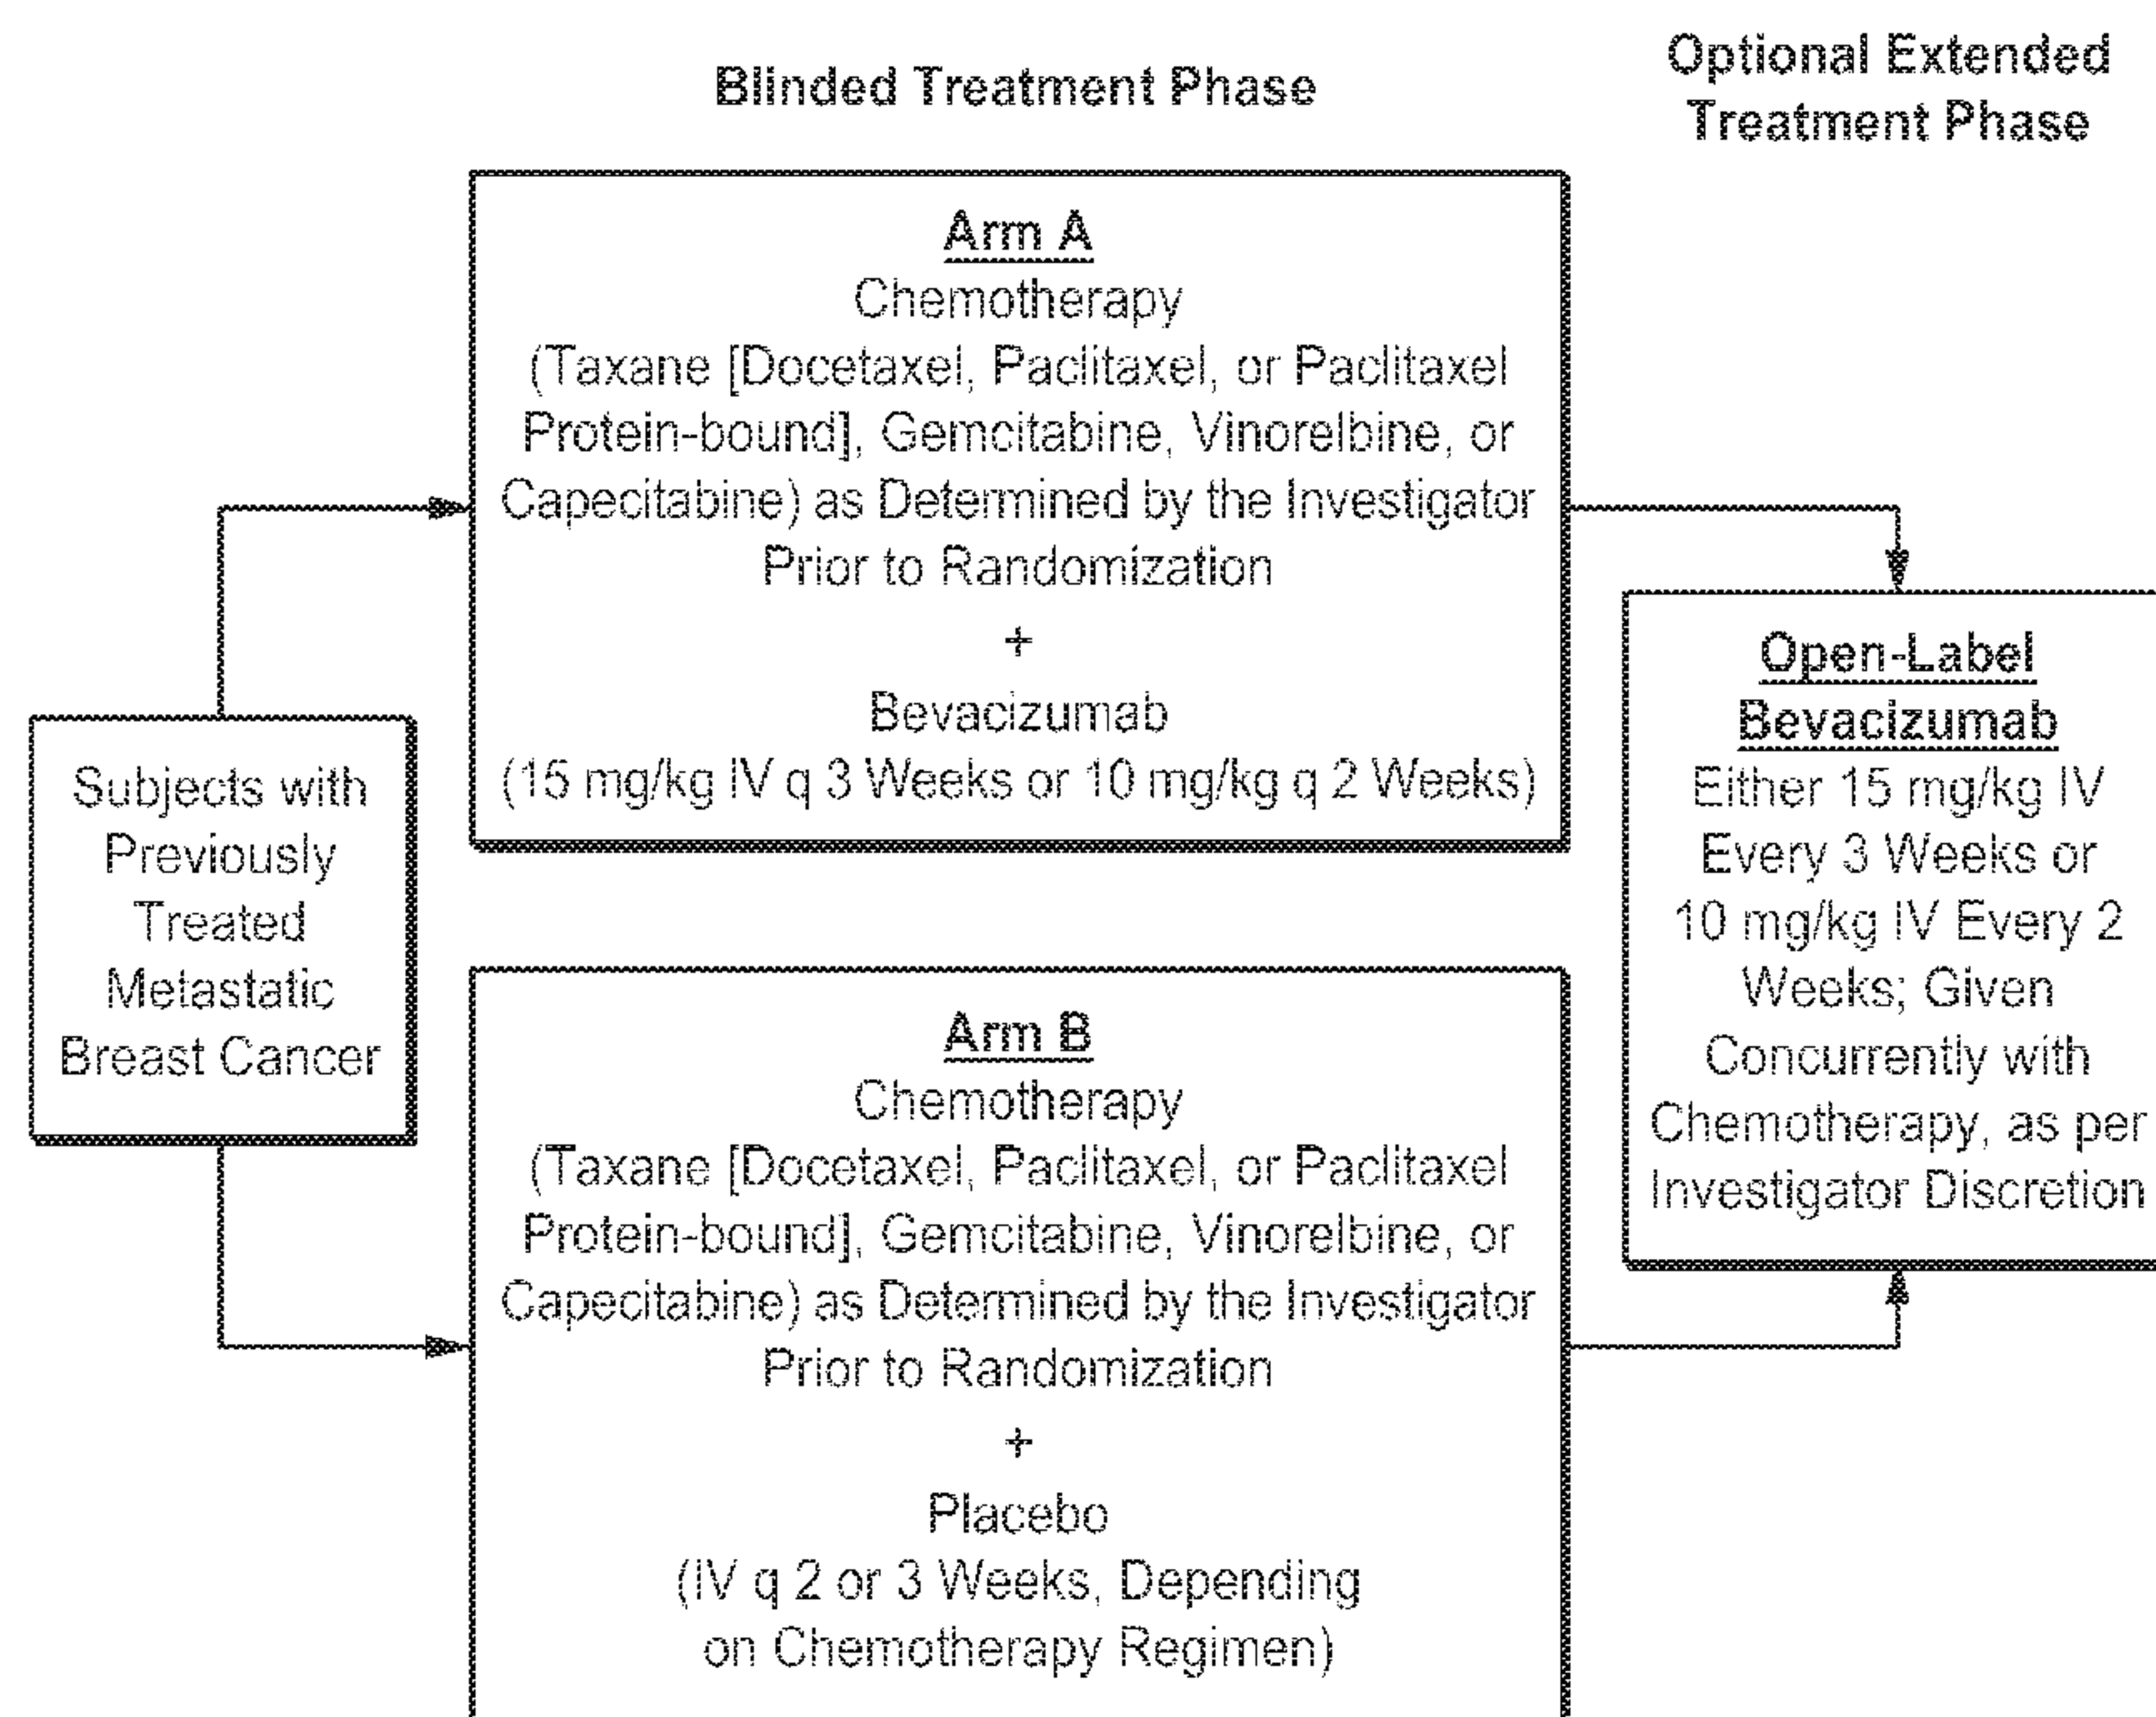 Blinded Treatment Phase
Optional Extended
Treatment Phase
Subjects with
Previously
Treated
Metastatic
Breast Cancer
Arm A
Chemotherapy
(Taxane [Docetaxel, Paclitaxel, or Paclitaxel
Protein-bound], Gemcitabine, Vinorelbine, or
Capecitabine) as Determined by the Investigator
Prior to Randomization
+
Bevacizumab
(15 mg/kg IV q 3 Weeks or 10 mg/kg q 2 Weeks)
Arm B
Chemotherapy
(Taxane [Docetaxel, Paclitaxel, or Paclitaxel
Protein-bound], Gemcitabine, Vinorelbine, or
Capecitabine) as Determined by the Investigator
Prior to Randomization
+
Placebo
(IV q 2 or 3 Weeks, Depending
on Chemotherapy Regimen)
Open-Label
Bevacizumab
Either 15 mg/kg IV
Every 3 Weeks or
10 mg/kg IV Every 2
Weeks; Given
Concurrently with
Chemotherapy, as per
Investigator Discretion